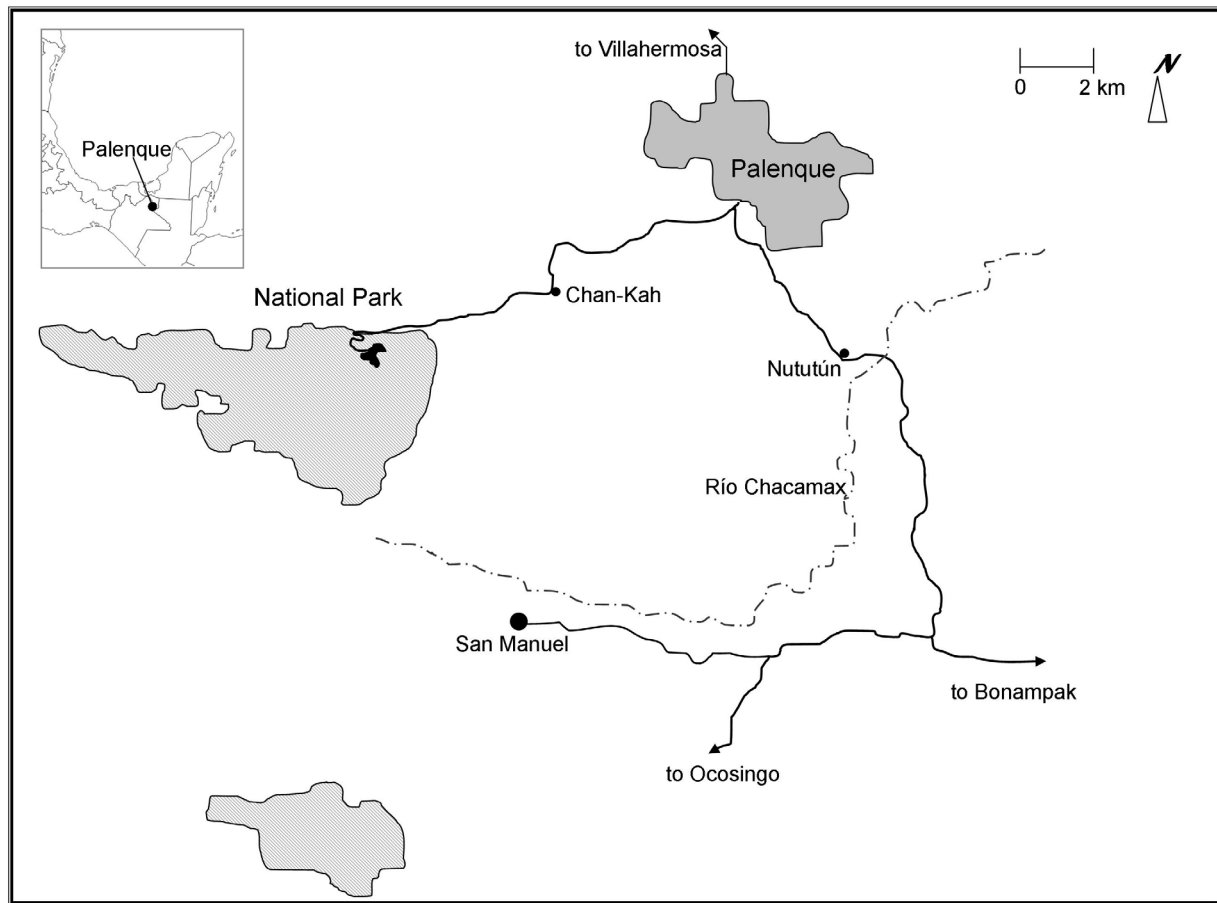 to Villahermosa
N
0 2 km
Palenque
Palenque
National Park
Chan-Kah
Nututún
Río Chacamax
San Manuel
to Bonampak
to Ocosingo